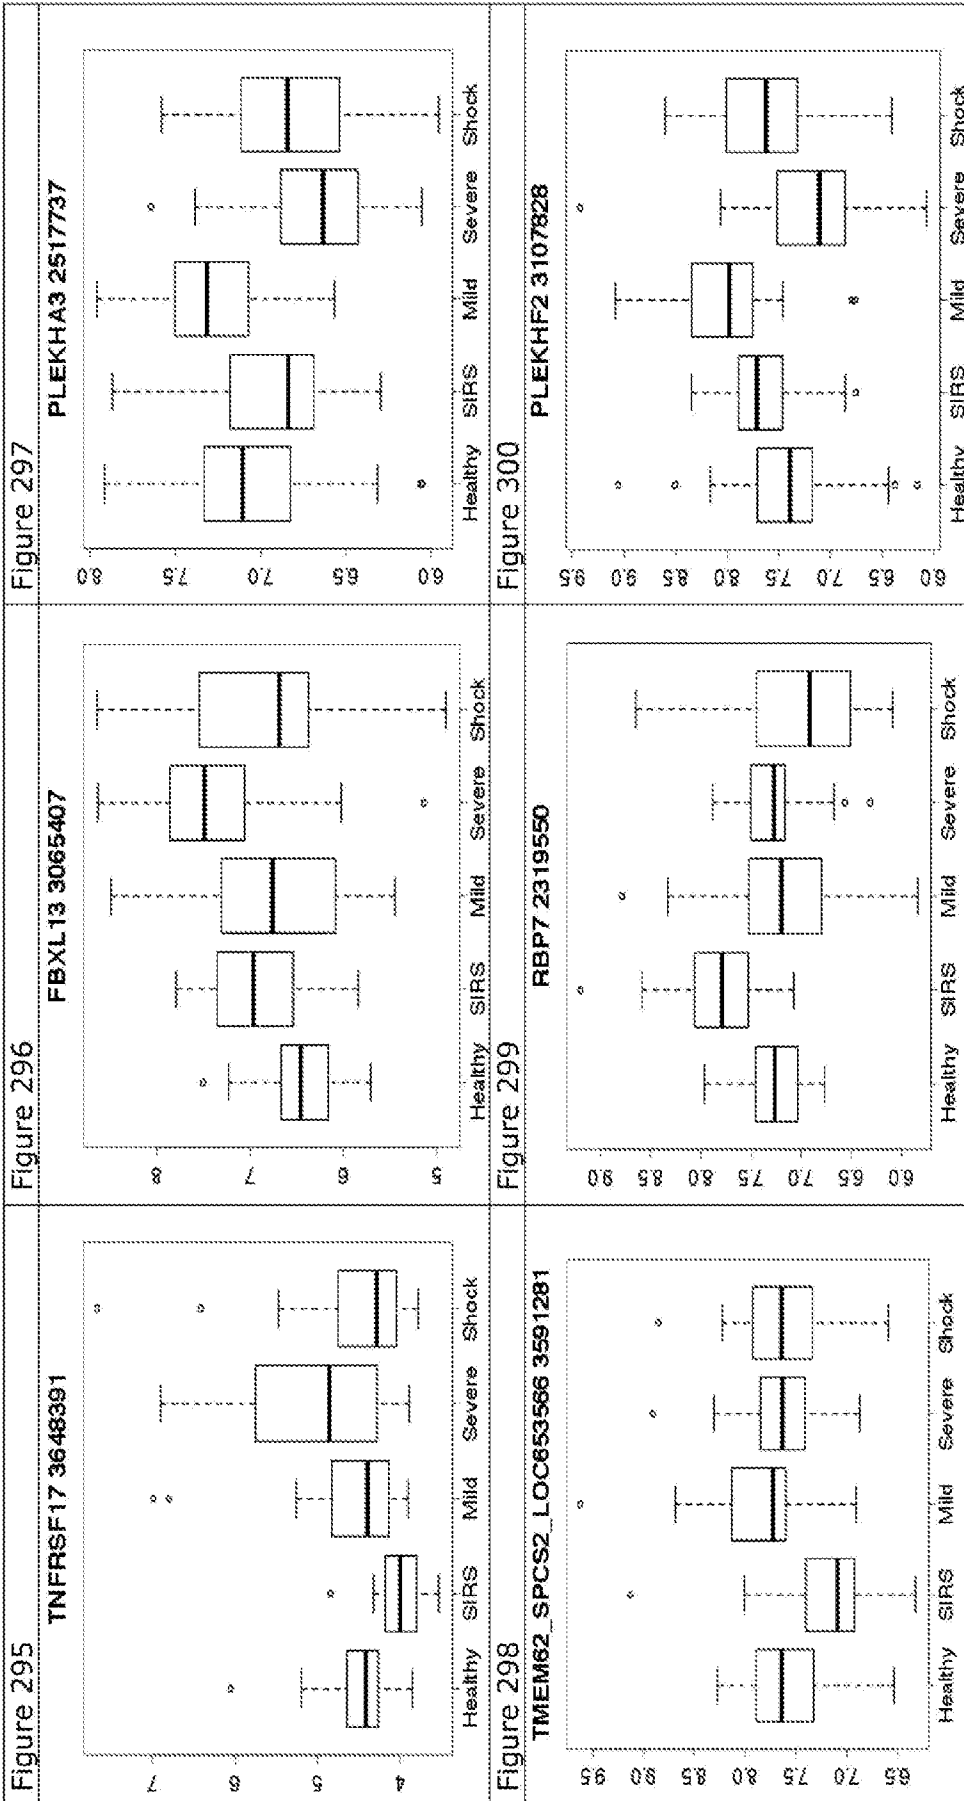 Figure 295
TNFRSF17 3648391
7
6
5
4
Healthy SIRS Mild Severe Shock
Figure 296
FBXL13 3065407
8
7
6
5
Healthy SIRS Mild Severe Shock
Figure 297
PLEKHA3 2517737
8.0
7.5
7.0
6.5
6.0
Healthy SIRS Mild Severe Shock
Figure 298
TMEM62_SPCS2_LOC653566 3591281
9.5
9.0
8.5
8.0
7.5
7.0
6.5
Healthy SIRS Mild Severe Shock
Figure 299
RBP7 2319550
9.0
8.5
8.0
7.5
7.0
6.5
6.0
Healthy SIRS Mild Severe Shock
Figure 300
PLEKHF2 3107828
9.5
9.0
8.5
8.0
7.5
7.0
6.5
6.0
Healthy SIRS Mild Severe Shock